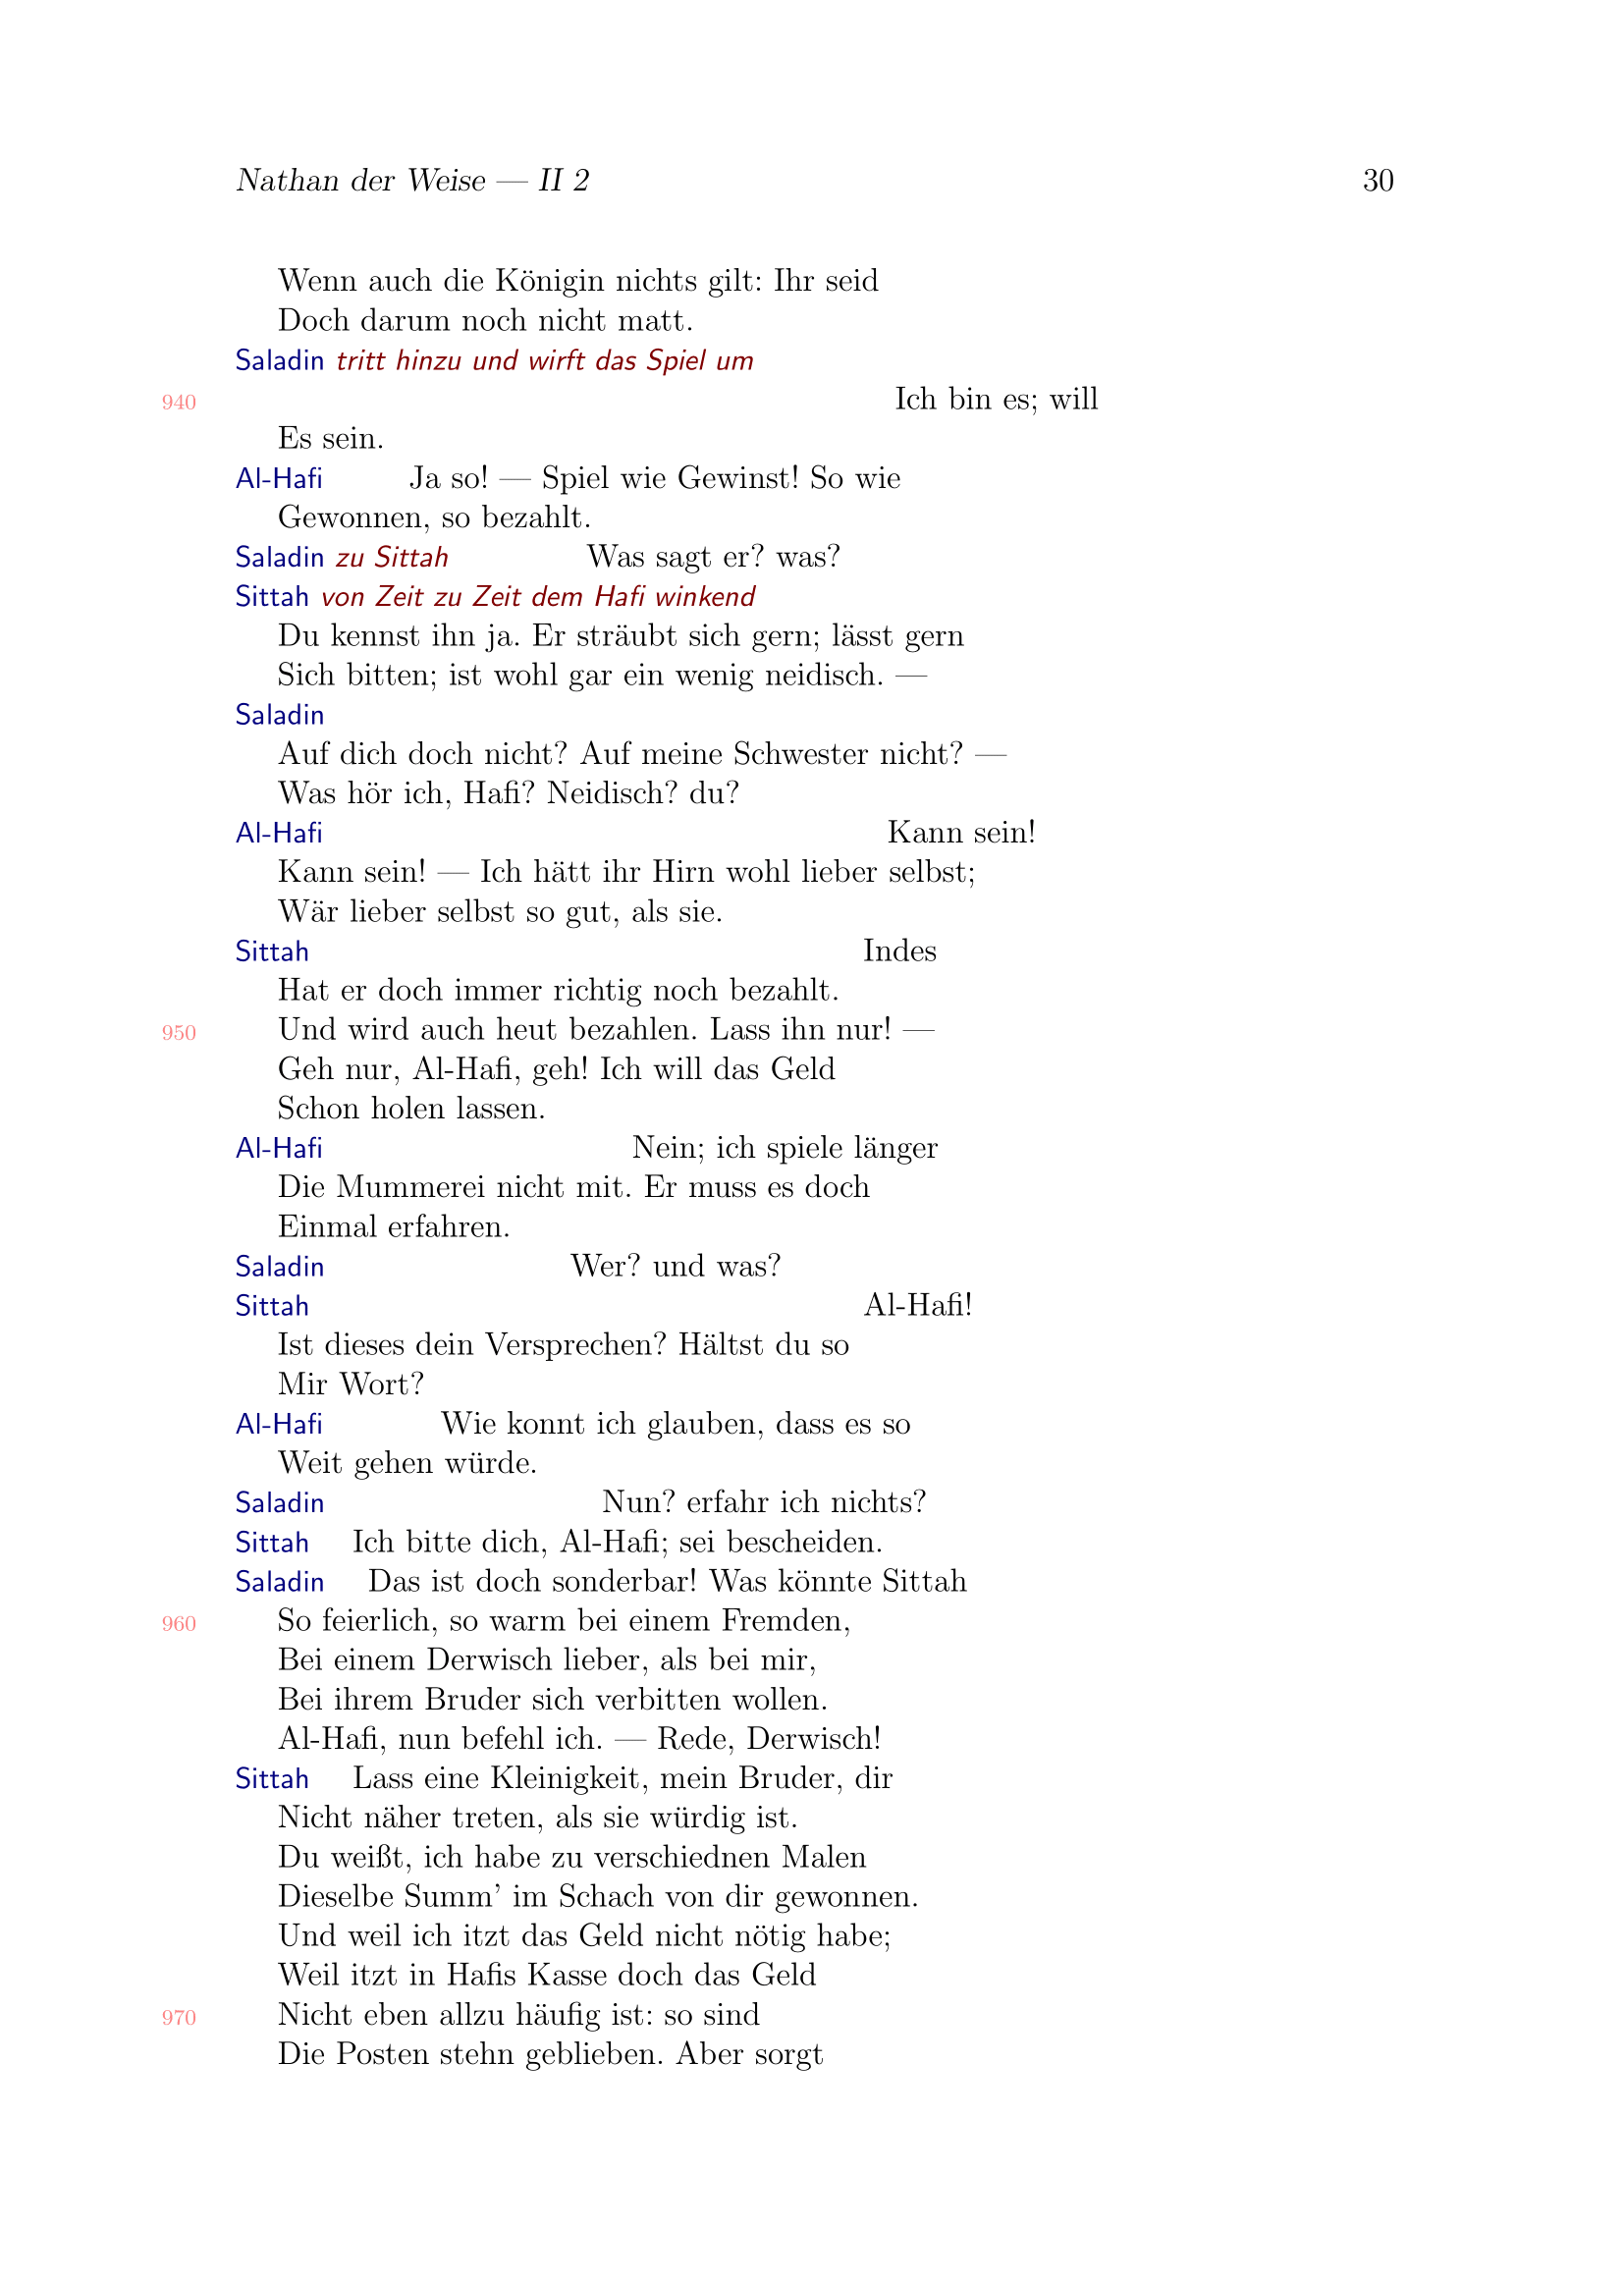 Nathan der Weise — II 2 30
Wenn auch die Königin nichts gilt: Ihr seid
Doch darum noch nicht matt.
Saladin tritt hinzu und wirft das Spiel um
940 Ich bin es; will
Es sein.
Al-Hafi Ja so! — Spiel wie Gewinst! So wie
Gewonnen, so bezahlt.
Saladin zu Sittah Was sagt er? was?
Sittah von Zeit zu Zeit dem Hafi winkend
Du kennst ihn ja. Er sträubt sich gern; lässt gern
Sich bitten; ist wohl gar ein wenig neidisch. —
Saladin
Auf dich doch nicht? Auf meine Schwester nicht? —
Was hör ich, Hafi? Neidisch? du?
Al-Hafi Kann sein!
Kann sein! — Ich hätt ihr Hirn wohl lieber selbst;
Wär lieber selbst so gut, als sie.
Sittah Indes
Hat er doch immer richtig noch bezahlt.
950 Und wird auch heut bezahlen. Lass ihn nur! —
Geh nur, Al-Hafi, geh! Ich will das Geld
Schon holen lassen.
Al-Hafi Nein; ich spiele länger
Die Mummerei nicht mit. Er muss es doch
Einmal erfahren.
Saladin Wer? und was?
Sittah Al-Hafi!
Ist dieses dein Versprechen? Hältst du so
Mir Wort?
Al-Hafi Wie konnt ich glauben, dass es so
Weit gehen würde.
Saladin Nun? erfahr ich nichts?
Sittah Ich bitte dich, Al-Hafi; sei bescheiden.
Saladin Das ist doch sonderbar! Was könnte Sittah
960 So feierlich, so warm bei einem Fremden,
Bei einem Derwisch lieber, als bei mir,
Bei ihrem Bruder sich verbitten wollen.
Al-Hafi, nun befehl ich. — Rede, Derwisch!
Sittah Lass eine Kleinigkeit, mein Bruder, dir
Nicht näher treten, als sie würdig ist.
Du weißt, ich habe zu verschiednen Malen
Dieselbe Summ’ im Schach von dir gewonnen.
Und weil ich itzt das Geld nicht nötig habe;
Weil itzt in Hafis Kasse doch das Geld
970 Nicht eben allzu häufig ist: so sind
Die Posten stehn geblieben. Aber sorgt